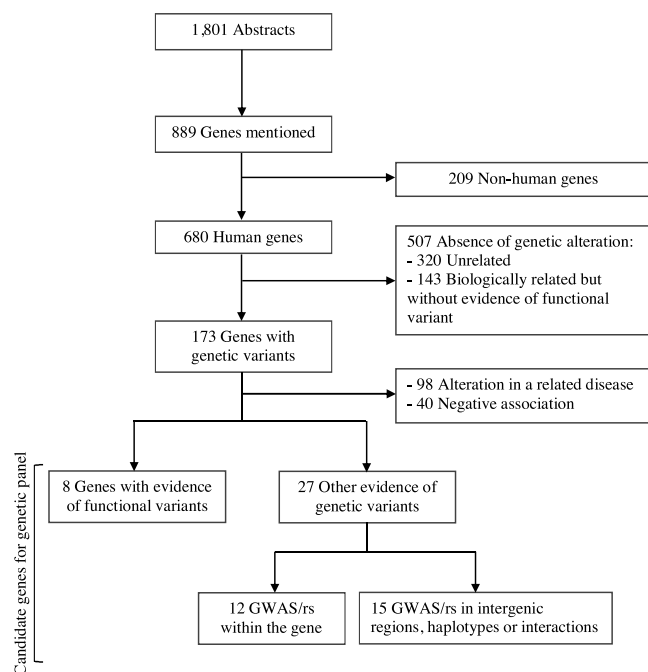 1,801 Abstracts
889 Genes mentioned
209 Non-human genes
680 Human genes
507 Absence of genetic alteration:
- 320 Unrelated
- 143 Biologically related but
without evidence of functional
variant
173 Genes with
genetic variants
- 98 Alteration in a related disease
- 40 Negative association
Candidate genes for genetic panel
8 Genes with evidence
of functional variants
27 Other evidence of
genetic variants
12 GWAS/rs
within the gene
15 GWAS/rs in intergenic
regions, haplotypes or interactions